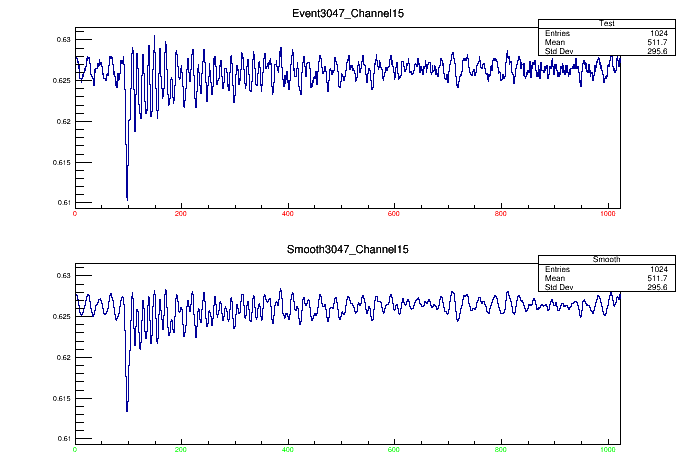 Event3047_Channel15
Test
Entries 1024
Mean 511.7
Std Dev 295.6
0.63
0.625
0.62
0.615
0.61
0 200 400 600 800 1000
Smooth3047_Channel15
Smooth
Entries 1024
Mean 511.7
Std Dev 295.6
0.63
0.625
0.62
0.615
0.61
0 200 400 600 800 1000